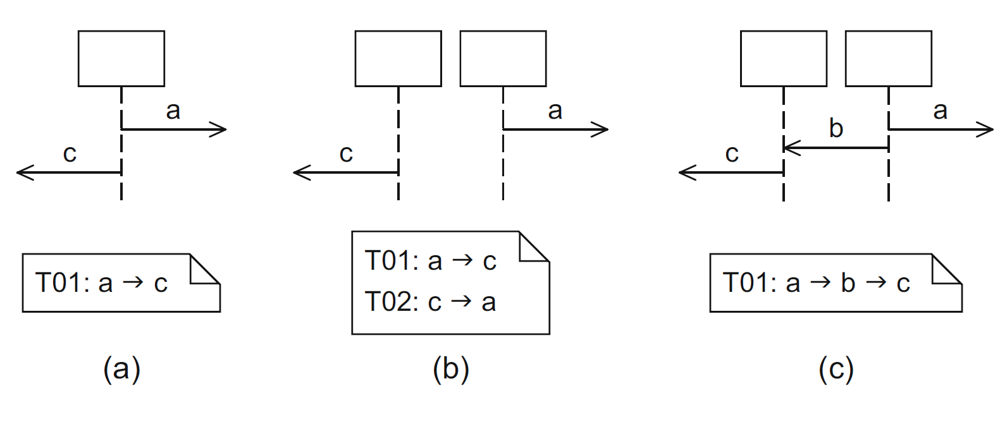 a
c
T01: a → c
(a)
a
c
T01: a → c
T02: c → a
(b)
a
b
c
T01: a → b → c
(c)